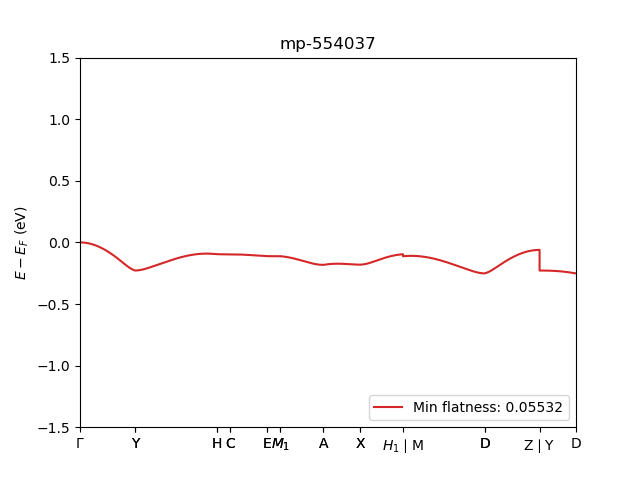 mp-554037
1.5
1.0
0.5
0.0
−0.5
−1.0
−1.5
E − E_F (eV)
Min flatness: 0.05532
Γ Y H C E M₁ A X H₁ | M D Z | Y D